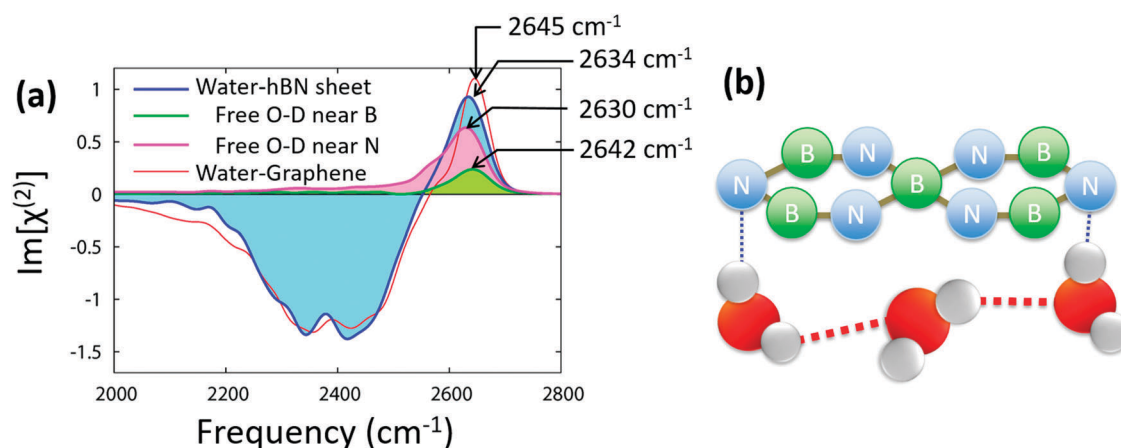 (a)
Im[χ(2)]
1
0.5
0
-0.5
-1
-1.5
2000 2200 2400 2600 2800
Frequency (cm-1)
Water-hBN sheet
Free O-D near B
Free O-D near N
Water-Graphene
2645 cm-1
2634 cm-1
2630 cm-1
2642 cm-1
(b)
B N N B
N B N
B N N B